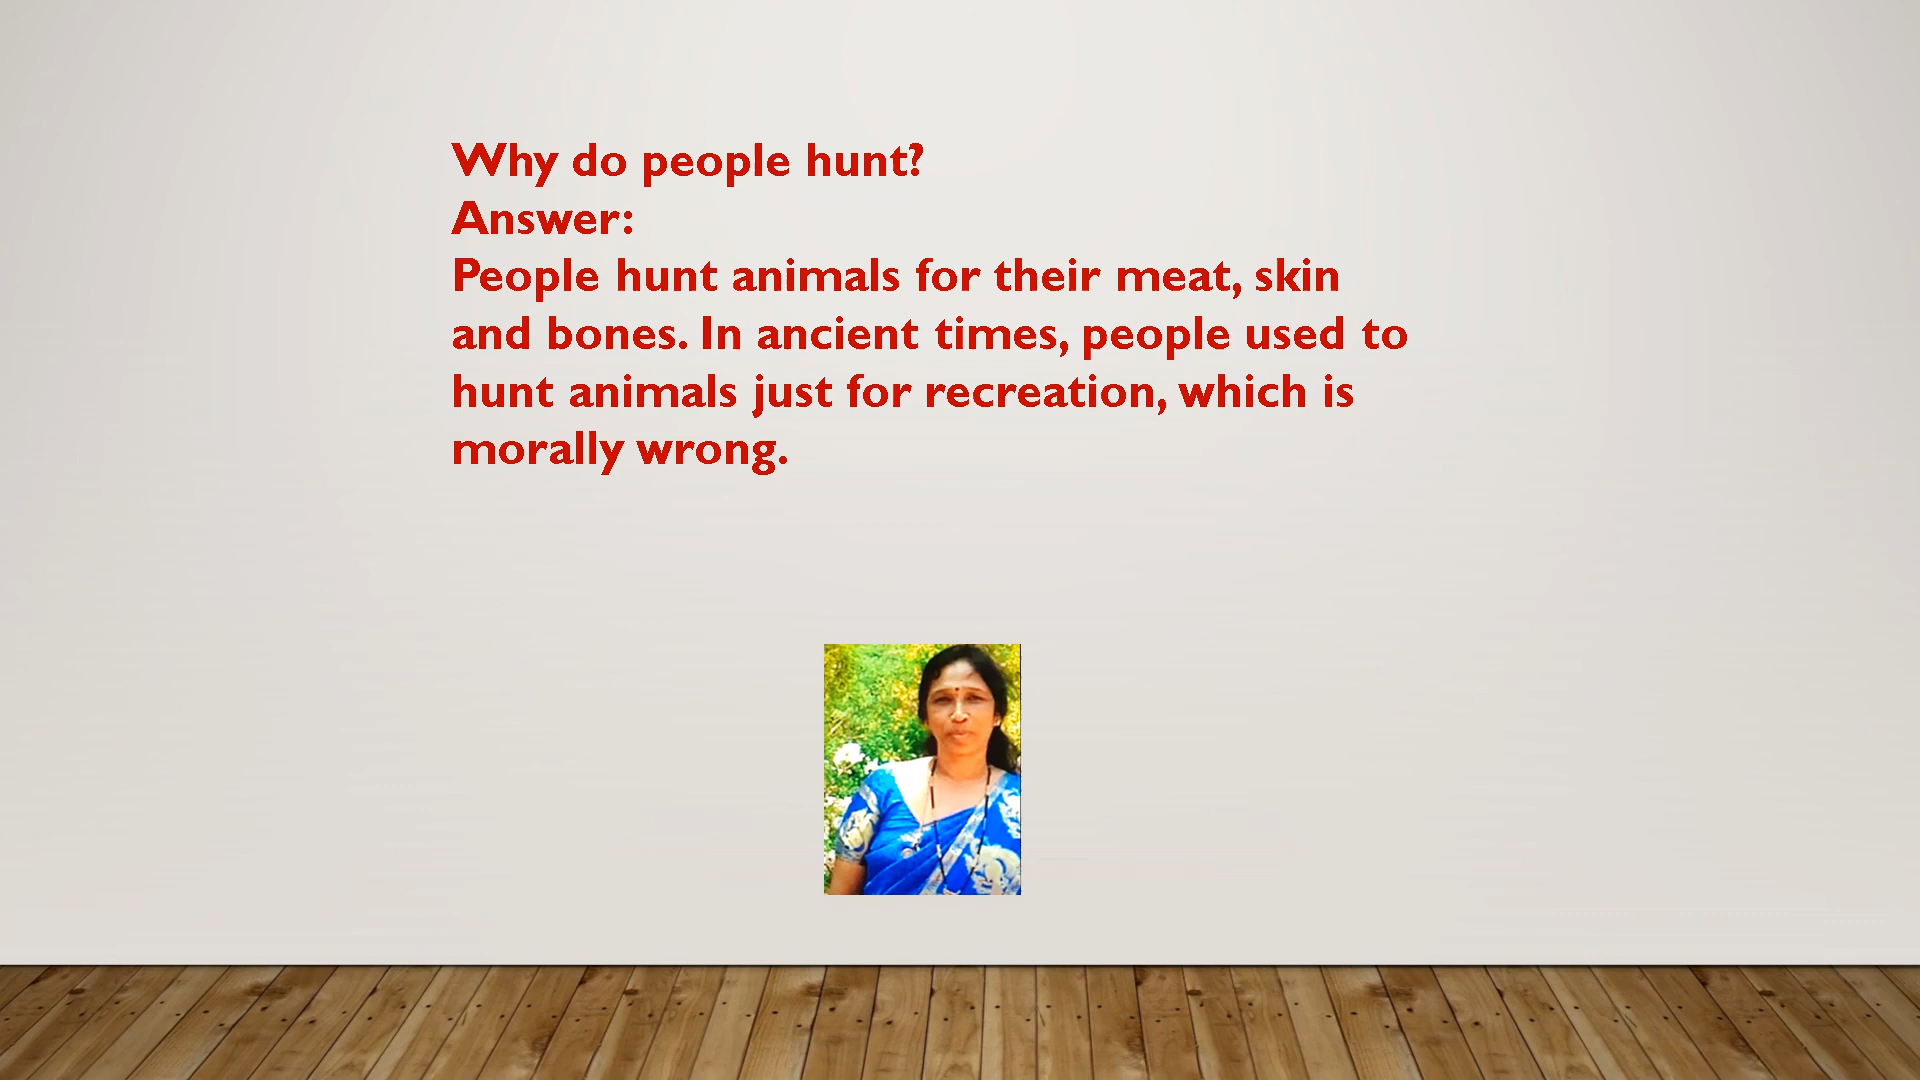 Why do people hunt?
Answer:
People hunt animals for their meat, skin
and bones. In ancient times, people used to
hunt animals just for recreation, which is
morally wrong.